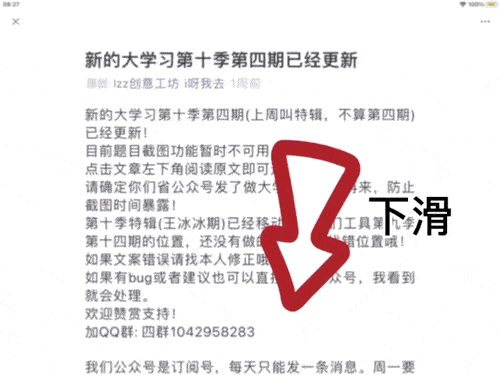 08:27
100%
新的大学习第十季第四期已经更新
lzz创意工坊 i呀我去 1周前
新的大学习第十季第四期(上周叫特辑，不算第四期)
已经更新!
目前题目截图功能暂时不可用
点击文章左下角阅读原文即可
请确定你们省公众号发了做大学 来，防止
截图时间暴露!
第十季特辑(王冰冰期)已经移动 们工具第九季
第十四期的位置，还没有做的 错位置哦!
如果文案错误请找本人修正哦
如果有bug或者建议也可以直 众号，我看到
就会处理。
欢迎赞赏支持!
加QQ群: 四群1042958283
我们公众号是订阅号，每天只能发一条消息。周一要
下滑